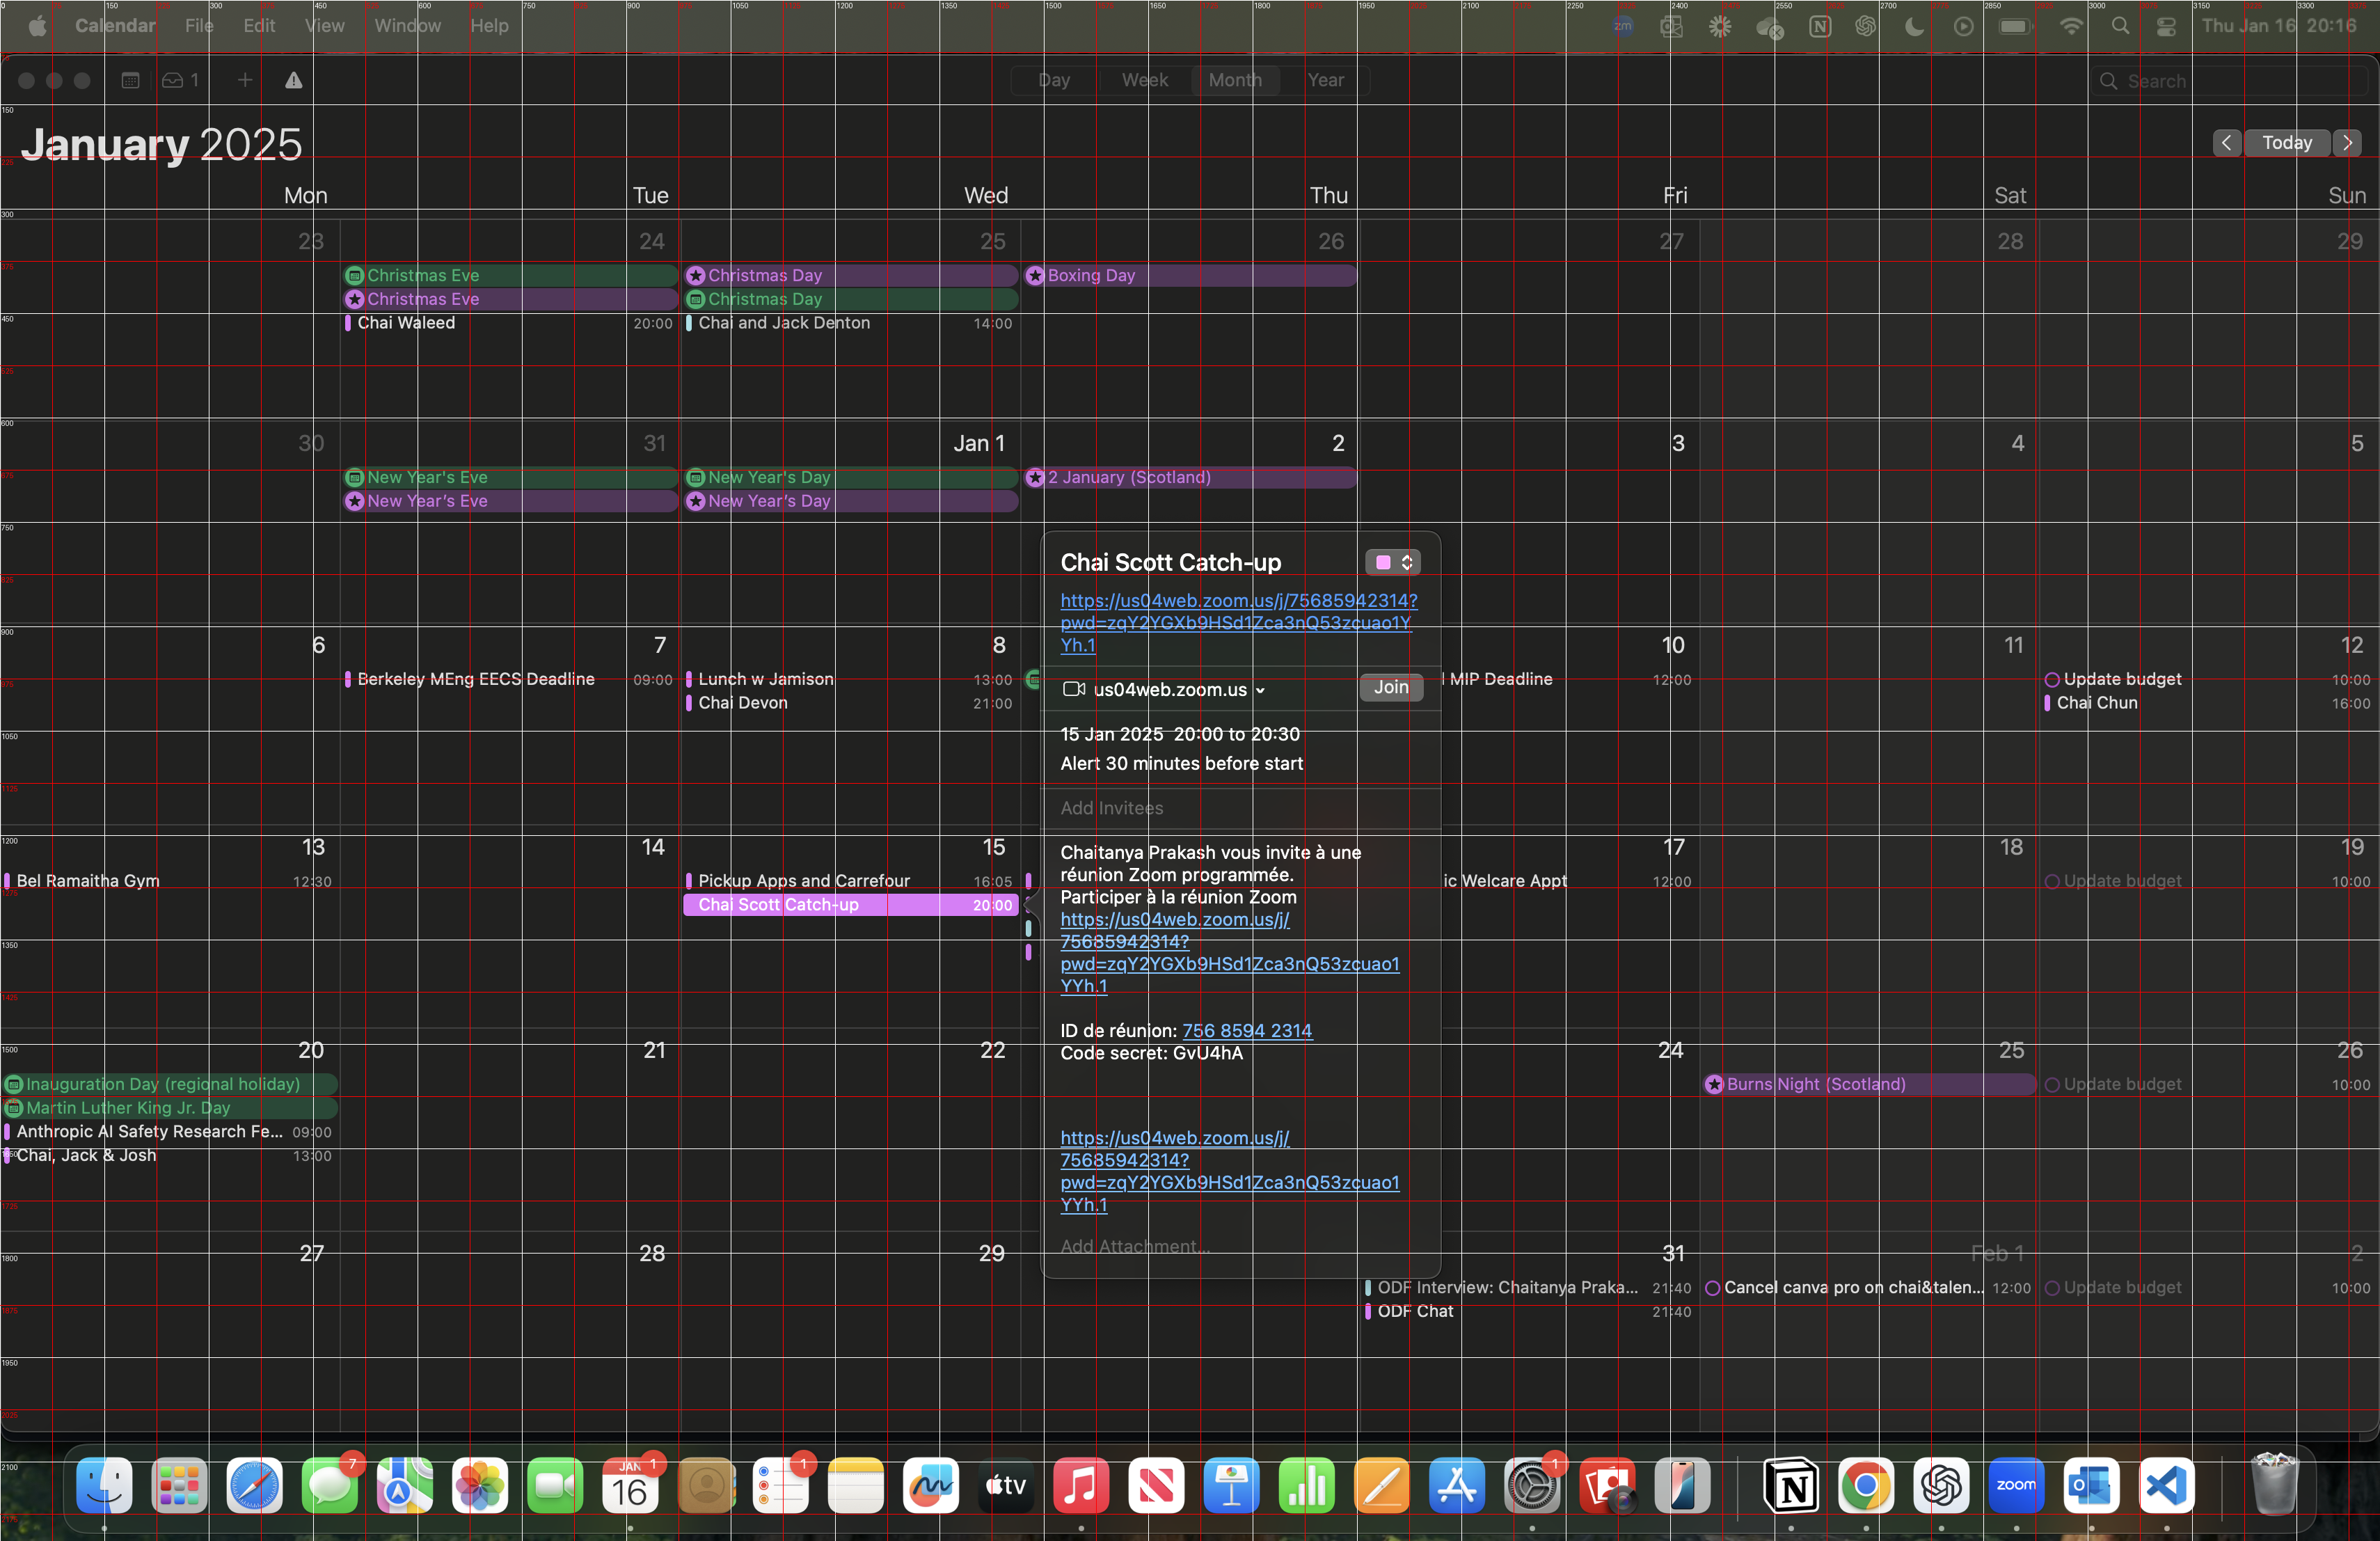 Calendar File Edit View Window Help
Thu Jan 16 20:16
1
Day Week Month Year
Search
January 2025
Today
Mon Tue Wed Thu Fri Sat Sun
23 24 25 26 27 28 29
Christmas Eve
Christmas Eve
Chai Waleed 20:00
Christmas Day
Christmas Day
Chai and Jack Denton 14:00
Boxing Day
30 31 Jan 1 2 3 4 5
New Year's Eve
New Year's Eve
New Year's Day
New Year's Day
2 January (Scotland)
6 7 8 10 11 12
Berkeley MEng EECS Deadline 09:00
Lunch w Jamison 13:00
Chai Devon 21:00
MIP Deadline 12:00
Update budget 10:00
Chai Chun 16:00
13 14 15 17 18 19
Bel Ramaitha Gym 12:30
Pickup Apps and Carrefour 16:05
Chai Scott Catch-up 20:00
ic Welcare Appt 12:00
Update budget 10:00
20 21 22 24 25 26
Inauguration Day (regional holiday)
Martin Luther King Jr. Day
Anthropic AI Safety Research Fe... 09:00
Chai, Jack & Josh 13:00
Burns Night (Scotland)
Update budget 10:00
27 28 29 31 Feb 1 2
ODF Interview: Chaitanya Praka... 21:40
ODF Chat 21:40
Cancel canva pro on chai&talen... 12:00
Update budget 10:00
Chai Scott Catch-up
https://us04web.zoom.us/j/75685942314?
pwd=zqY2YGXb9HSd1Zca3nQ53zcuao1Y
Yh.1
us04web.zoom.us
Join
15 Jan 2025 20:00 to 20:30
Alert 30 minutes before start
Add Invitees
Chaitanya Prakash vous invite à une
réunion Zoom programmée.
Participer à la réunion Zoom
https://us04web.zoom.us/j/
75685942314?
pwd=zqY2YGXb9HSd1Zca3nQ53zcuao1
YYh.1
ID de réunion: 756 8594 2314
Code secret: GvU4hA
https://us04web.zoom.us/j/
75685942314?
pwd=zqY2YGXb9HSd1Zca3nQ53zcuao1
YYh.1
Add Attachment...
7
JAN 1
16
1
tv
1
zoom